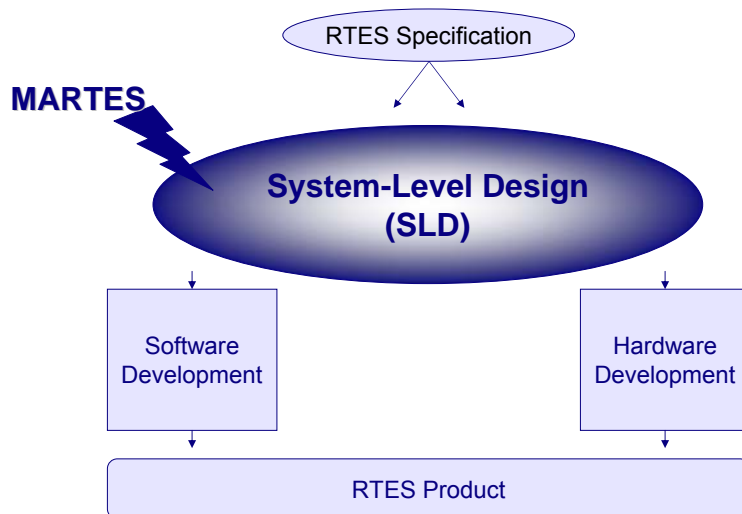 RTES Specification
MARTES
System-Level Design
(SLD)
Software
Development
Hardware
Development
RTES Product